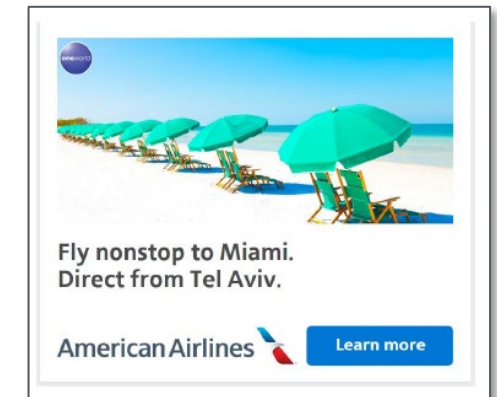 oneworld
Fly nonstop to Miami.
Direct from Tel Aviv.
American Airlines
Learn more